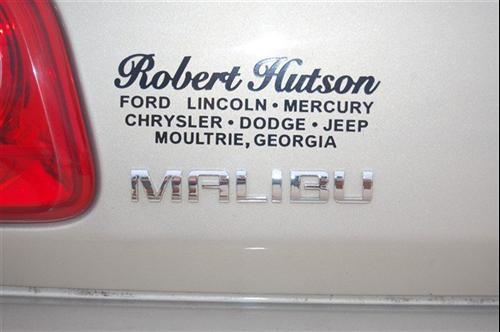 Robert Hutson
FORD LINCOLN • MERCURY
CHRYSLER • DODGE • JEEP
MOULTRIE, GEORGIA
MALIBU